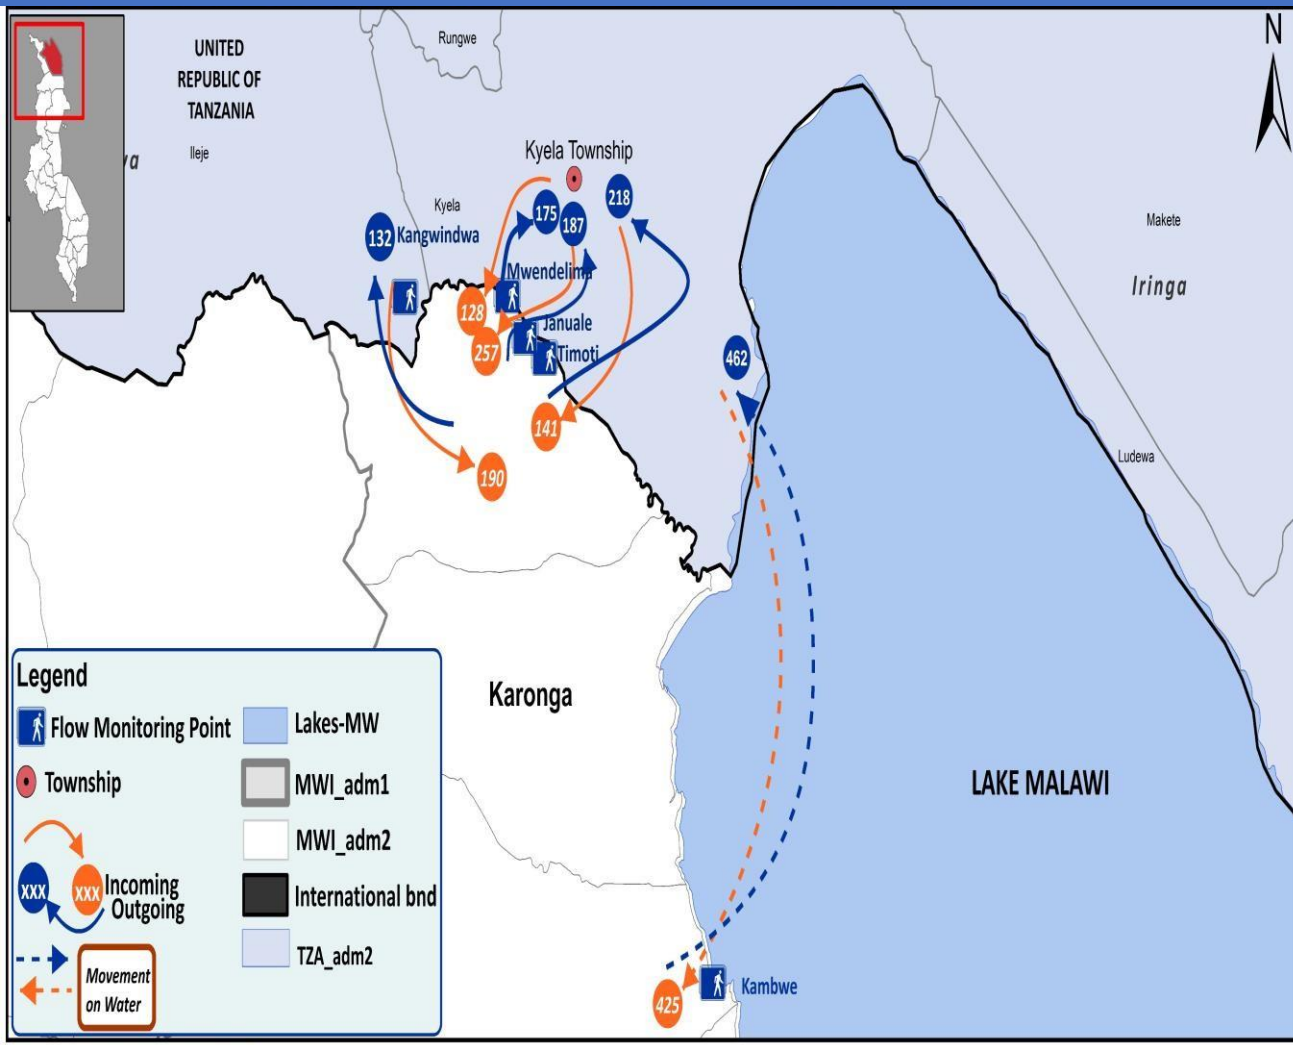 UNITED
REPUBLIC OF
TANZANIA
Rungwe
N
Ileje
Kyela Township
Kyela
175
187
218
132
Kangwindwa
Makete
Iringa
Mwendelima
128
Januale
257
Timoti
462
141
Ludewa
190
Karonga
LAKE MALAWI
Kambwe
425
Legend
Flow Monitoring Point
Township
xxx
xxx
Incoming
Outgoing
Movement
on Water
Lakes-MW
MWI_adm1
MWI_adm2
International bnd
TZA_adm2